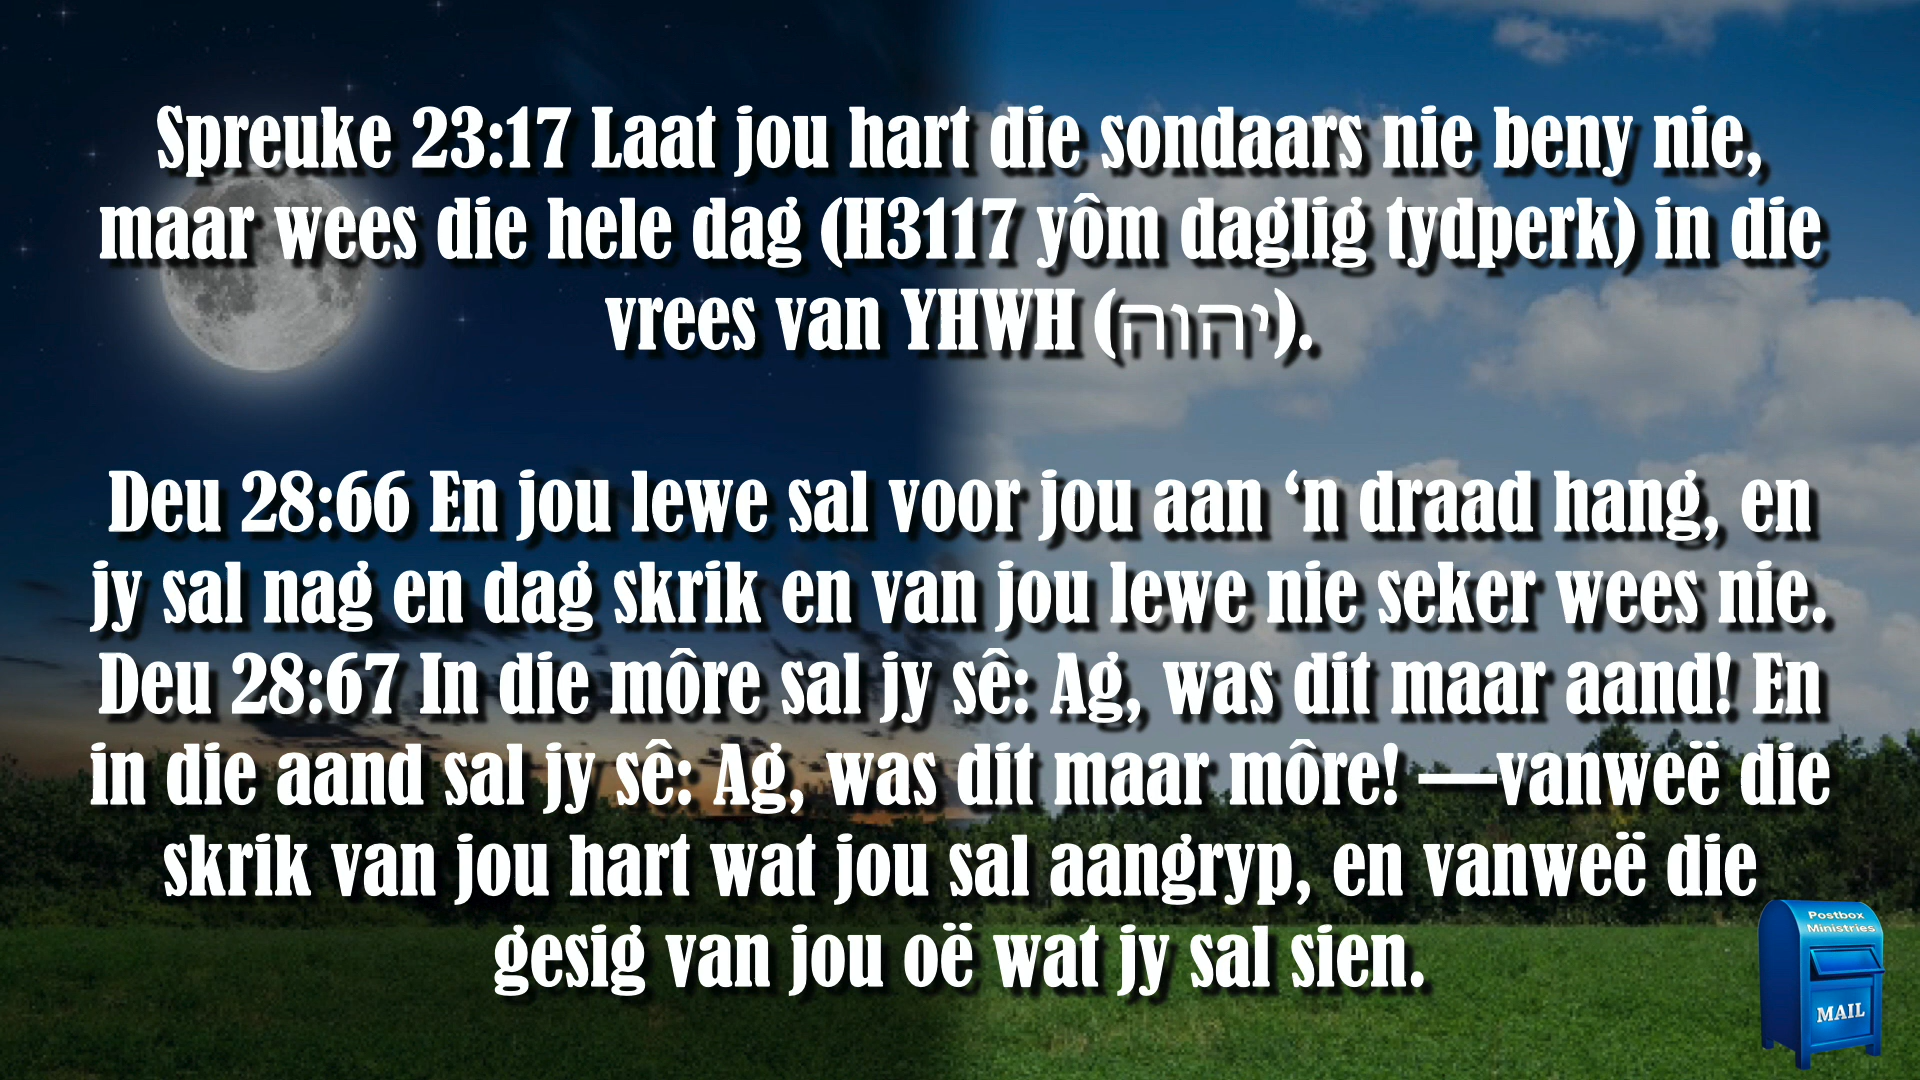 Spreuke 23:17 Laat jou hart die sondaars nie beny nie,
maar wees die hele dag (H3117 yôm daglig tydperk) in die
vrees van YHWH (יהוה).
Deu 28:66 En jou lewe sal voor jou aan ‘n draad hang, en
jy sal nag en dag skrik en van jou lewe nie seker wees nie.
Deu 28:67 In die môre sal jy sê: Ag, was dit maar aand! En
in die aand sal jy sê: Ag, was dit maar môre! —vanweë die
skrik van jou hart wat jou sal aangryp, en vanweë die
gesig van jou oë wat jy sal sien.
Postbox
Ministries
MAIL